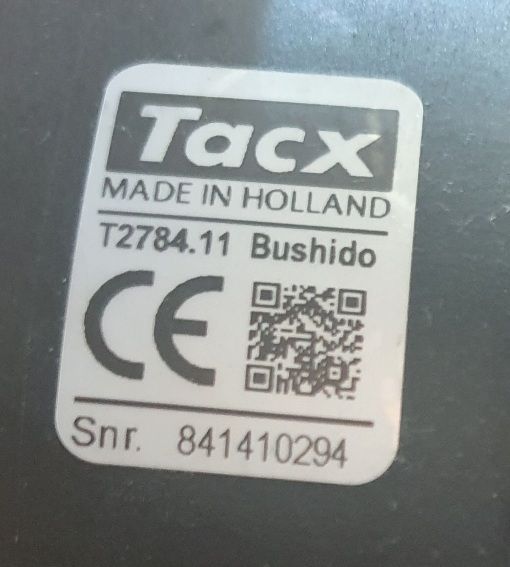 Tacx
MADE IN HOLLAND
T2784.11 Bushido
CE
Snr. 841410294